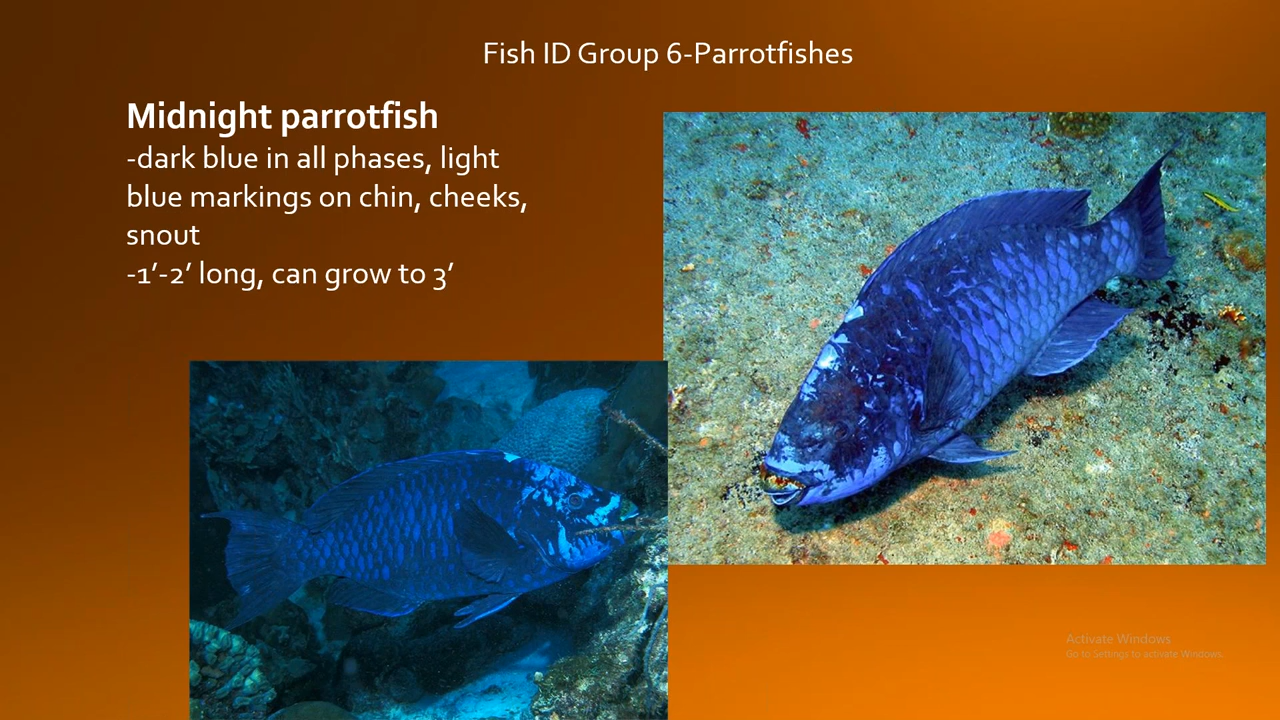 Fish ID Group 6-Parrotfishes
Midnight parrotfish
-dark blue in all phases, light
blue markings on chin, cheeks,
snout
-1’-2’ long, can grow to 3’
Activate Windows
Go to Settings to activate Windows.